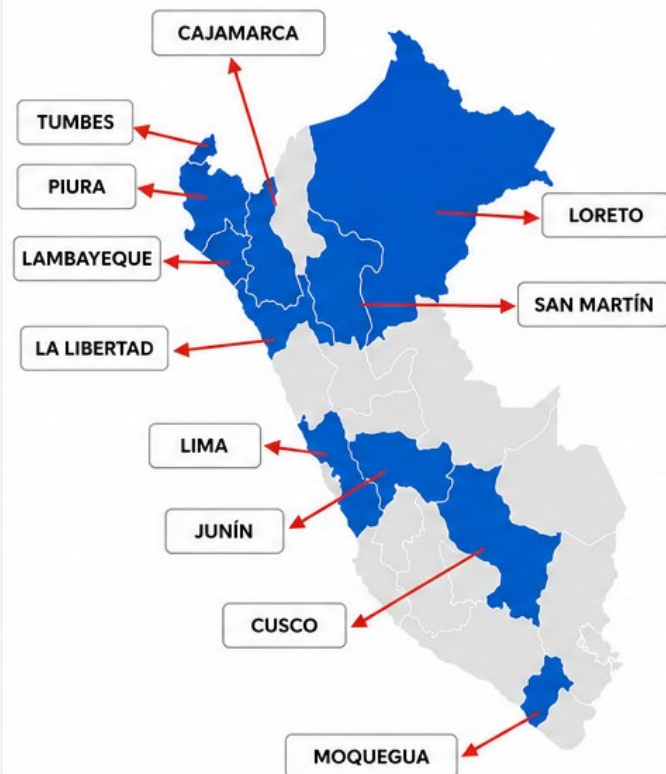 CAJAMARCA
TUMBES
PIURA
LORETO
LAMBAYEQUE
SAN MARTÍN
LA LIBERTAD
LIMA
JUNÍN
CUSCO
MOQUEGUA